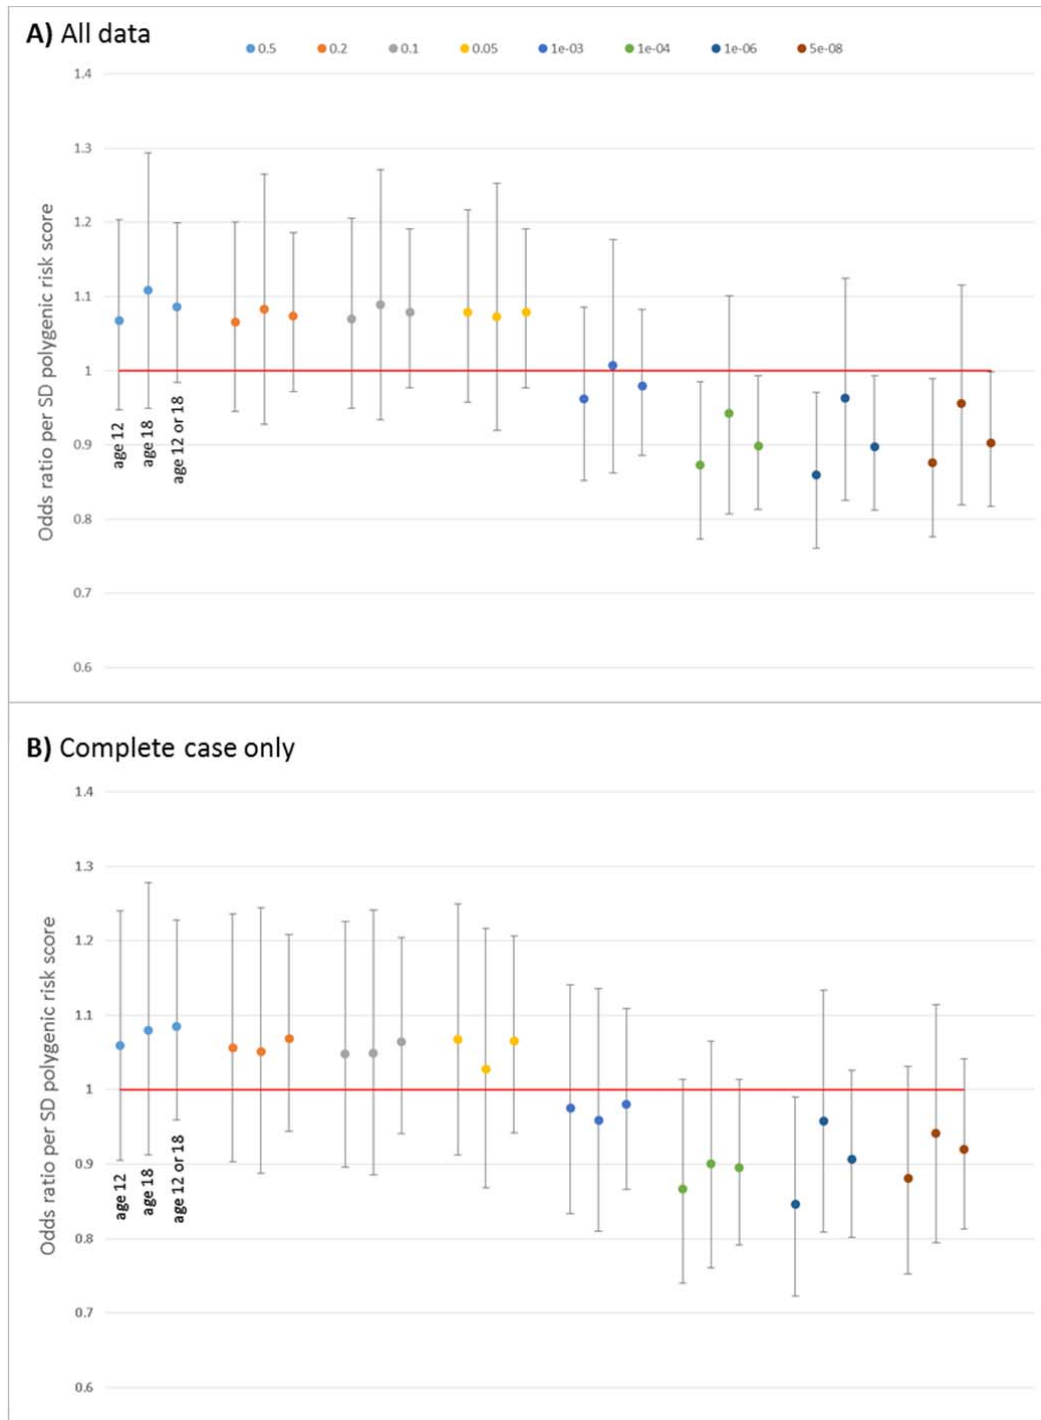 A) All data
0.5 0.2 0.1 0.05 1e-03 1e-04 1e-06 5e-08
Odds ratio per SD polygenic risk score
1.4
1.3
1.2
1.1
1
0.9
0.8
0.7
0.6
age 12
age 18
age 12 or 18
B) Complete case only
Odds ratio per SD polygenic risk score
1.4
1.3
1.2
1.1
1
0.9
0.8
0.7
0.6
age 12
age 18
age 12 or 18